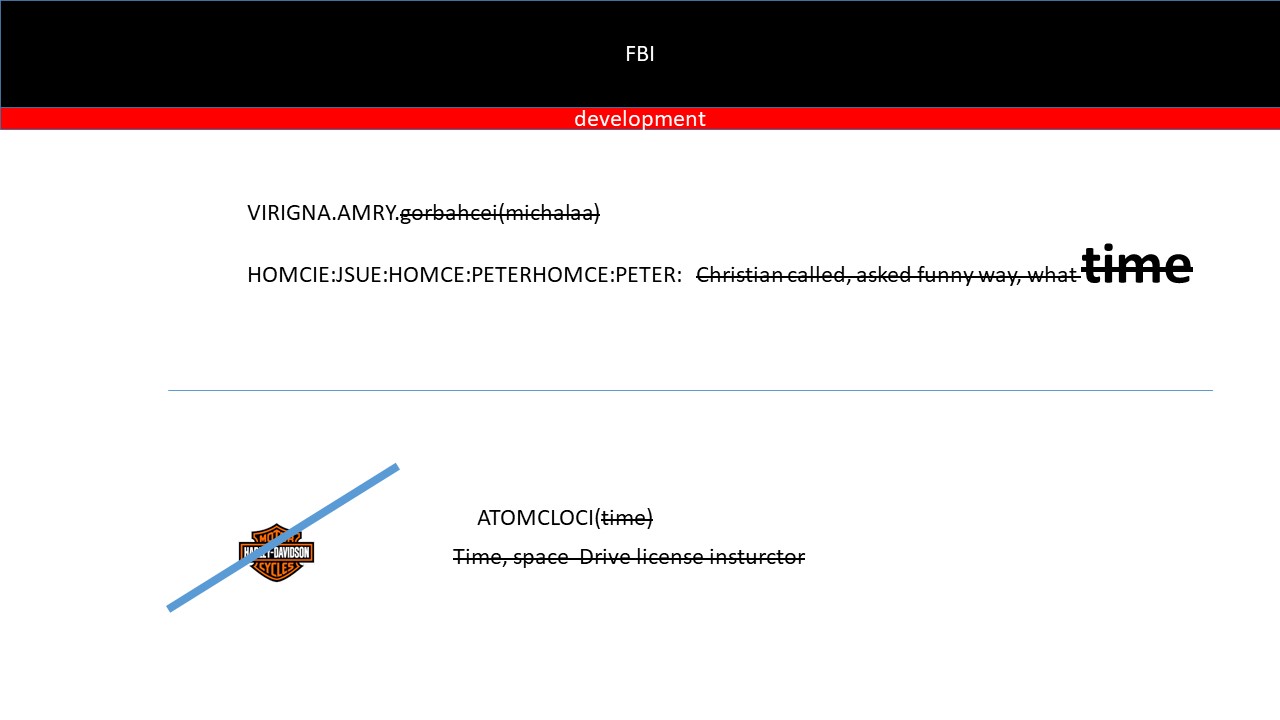 FBI
development
VIRIGNA.AMRY.gorbahcei(michalaa)
HOMCIE:JSUE:HOMCE:PETERHOMCE:PETER: Christian called, asked funny way, what time
MOTOR
HARLEY-DAVIDSON
CYCLES
ATOMCLOCI(time)
Time, space Drive license insturctor